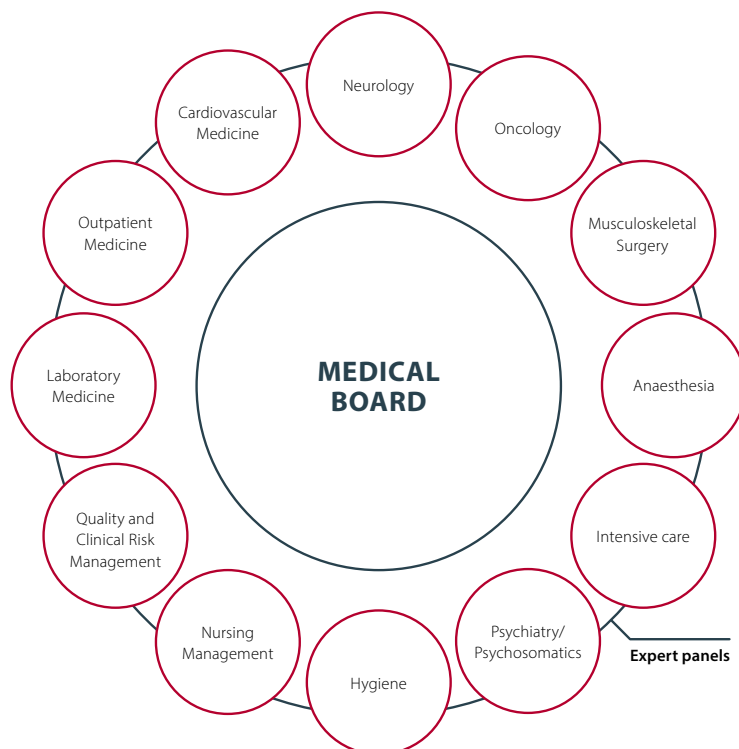 Neurology
Oncology
Musculoskeletal
Surgery
Anaesthesia
Intensive care
Psychiatry/
Psychosomatics
Hygiene
Nursing
Management
Quality and
Clinical Risk
Management
Laboratory
Medicine
Outpatient
Medicine
Cardiovascular
Medicine
MEDICAL
BOARD
Expert panels